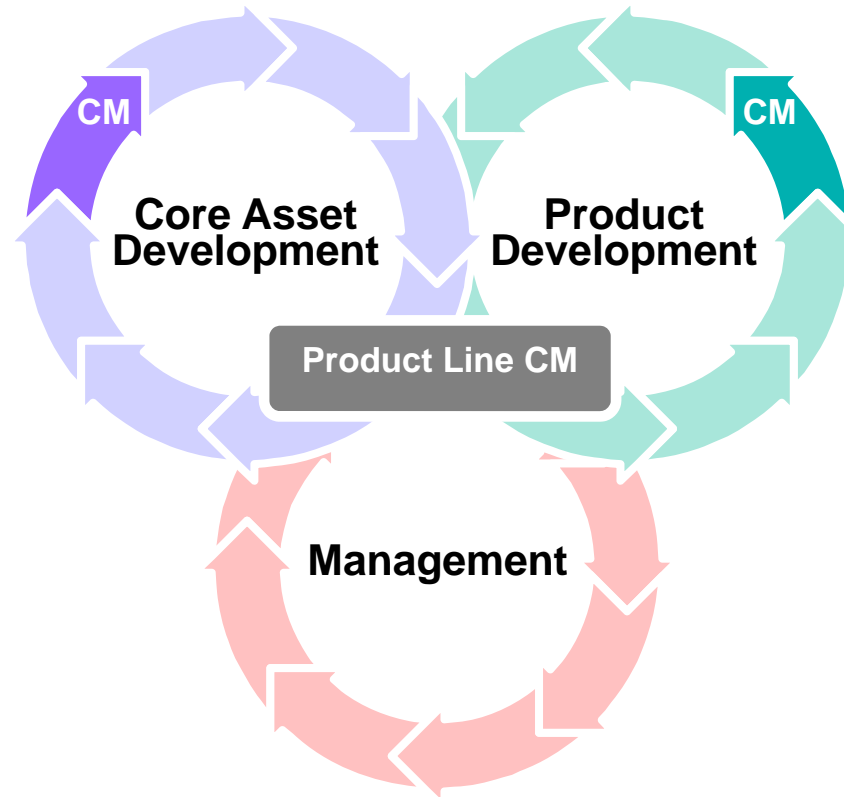 CM
CM
Core Asset
Development
Product
Development
Product Line CM
Management